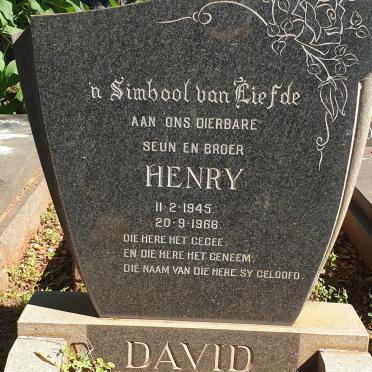 'n Simbool van Liefde
AAN ONS DIERBARE
SEUN EN BROER
HENRY
11·2·1945.
20·9·1966.
DIE HERE HET GEGEE,
EN DIE HERE HET GENEEM;
DIE NAAM VAN DIE HERE SY GELOOFD.
DAVID